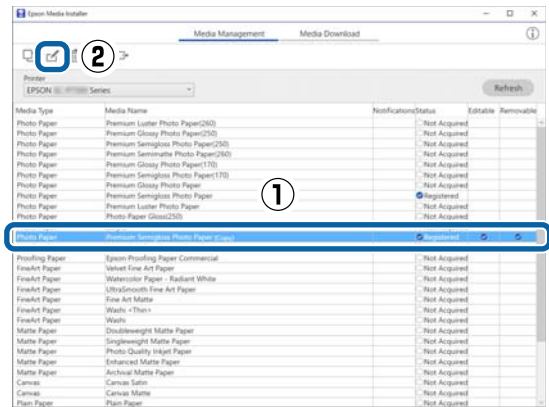 Epson Media Installer
Media Management Media Download
②
Printer
EPSON Series
Refresh
Media Type Media Name Notifications Status Editable Removable
Photo Paper Premium Luster Photo Paper(260) Not Acquired
Photo Paper Premium Glossy Photo Paper(250) Not Acquired
Photo Paper Premium Semigloss Photo Paper(250) Not Acquired
Photo Paper Premium Semimatte Photo Paper(260) Not Acquired
Photo Paper Premium Glossy Photo Paper(170) Not Acquired
Photo Paper Premium Semigloss Photo Paper(170) Not Acquired
Photo Paper Premium Glossy Photo Paper Not Acquired
Photo Paper Premium Semigloss Photo Paper Registered
Photo Paper Premium Luster Photo Paper Not Acquired
Photo Paper Photo Paper Gloss(250) Not Acquired
①
Photo Paper Premium Semigloss Photo Paper (Copy) Registered
Proofing Paper Epson Proofing Paper Commercial Not Acquired
FineArt Paper Velvet Fine Art Paper Not Acquired
FineArt Paper Watercolor Paper - Radiant White Not Acquired
FineArt Paper UltraSmooth Fine Art Paper Not Acquired
FineArt Paper Fine Art Matte Not Acquired
FineArt Paper Washi <Thin> Not Acquired
FineArt Paper Washi Not Acquired
Matte Paper Doubleweight Matte Paper Not Acquired
Matte Paper Singleweight Matte Paper Not Acquired
Matte Paper Photo Quality Inkjet Paper Not Acquired
Matte Paper Enhanced Matte Paper Not Acquired
Matte Paper Archival Matte Paper Not Acquired
Canvas Canvas Satin Not Acquired
Canvas Canvas Matte Not Acquired
Plain Paper Plain Paper Not Acquired